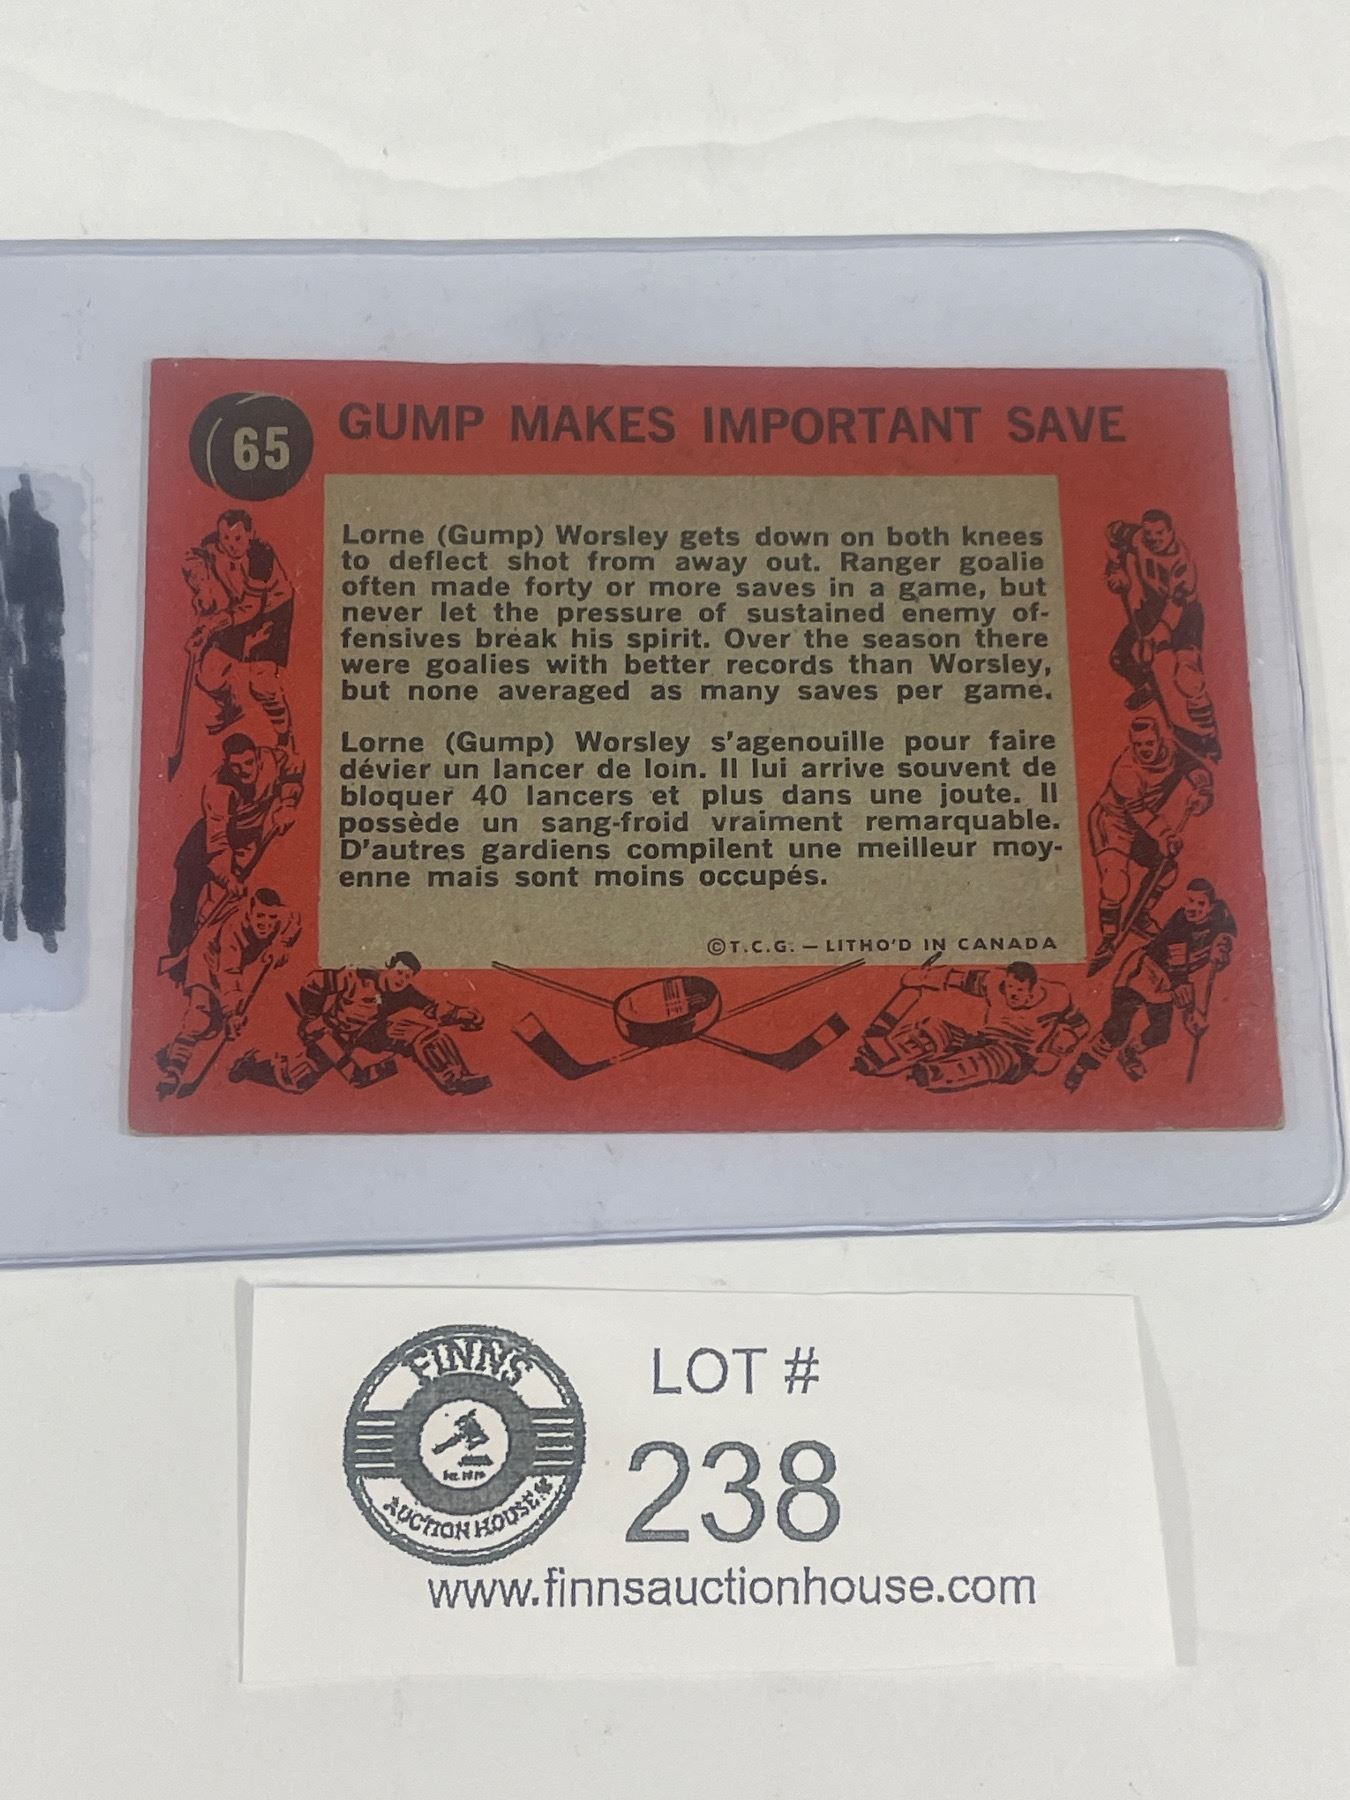 65
GUMP MAKES IMPORTANT SAVE
Lorne (Gump) Worsley gets down on both knees
to deflect shot from away out. Ranger goalie
often made forty or more saves in a game, but
never let the pressure of sustained enemy of-
fensives break his spirit. Over the season there
were goalies with better records than Worsley,
but none averaged as many saves per game.
Lorne (Gump) Worsley s'agenouille pour faire
dévier un lancer de loin. Il lui arrive souvent de
bloquer 40 lancers et plus dans une joute. Il
possède un sang-froid vraiment remarquable.
D'autres gardiens compilent une meilleur moy-
enne mais sont moins occupés.
©T.C.G. — LITHO'D IN CANADA
FINNS
AUCTION HOUSE
LOT #
238
www.finnsauctionhouse.com